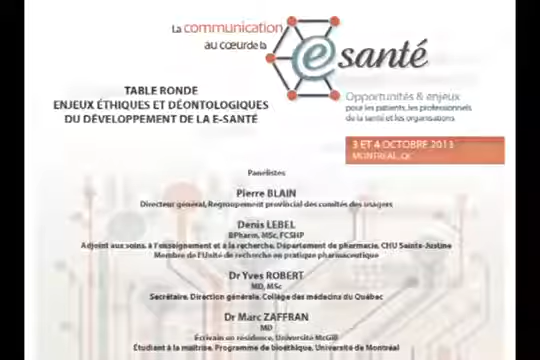 La communication
au cœur de la
esanté
Opportunités & enjeux
pour les patients, les professionnels
de la santé et les organisations
TABLE RONDE
ENJEUX ÉTHIQUES ET DÉONTOLOGIQUES
DU DÉVELOPPEMENT DE LA E-SANTÉ
3 ET 4 OCTOBRE 2013
MONTRÉAL, QC
Panélistes
Pierre BLAIN
Directeur général, Regroupement provincial des comités des usagers
Denis LEBEL
BPharm, MSc, FCSHP
Adjoint aux soins, à l'enseignement et à la recherche, Département de pharmacie, CHU Sainte-Justine
Membre de l'Unité de recherche en pratique pharmaceutique
Dr Yves ROBERT
MD, MSc
Secrétaire, Direction générale, Collège des médecins du Québec
Dr Marc ZAFFRAN
MD
Écrivain en résidence, Université McGill
Étudiant à la maîtrise, Programme de bioéthique, Université de Montréal